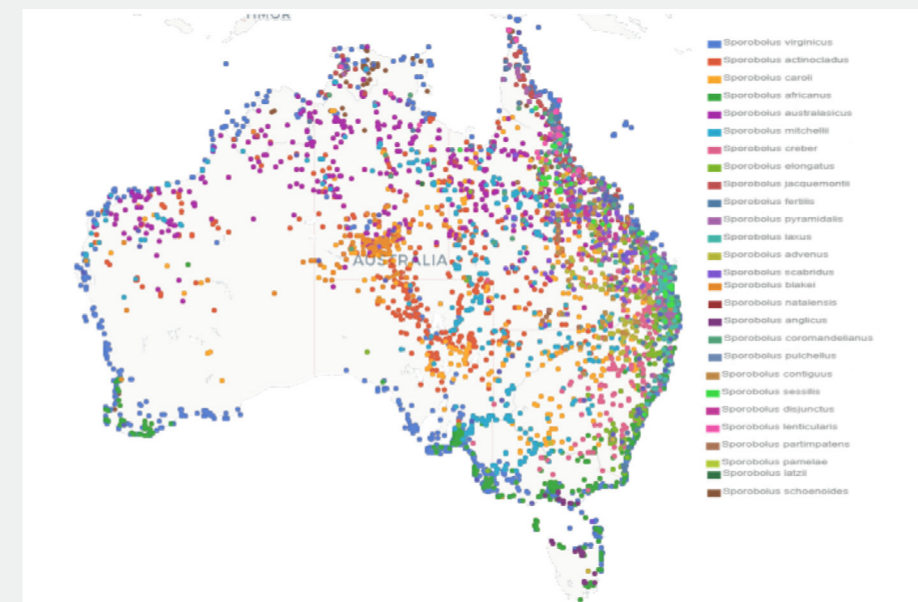 TIMOR
AUSTRALIA
Sporobolus virginicus
Sporobolus actinocladus
Sporobolus caroli
Sporobolus africanus
Sporobolus australasicus
Sporobolus mitchellii
Sporobolus creber
Sporobolus elongatus
Sporobolus jacquemontii
Sporobolus fertilis
Sporobolus pyramidalis
Sporobolus laxus
Sporobolus advenus
Sporobolus scabridus
Sporobolus blakei
Sporobolus natalensis
Sporobolus anglicus
Sporobolus coromandelianus
Sporobolus pulchellus
Sporobolus contiguus
Sporobolus sessilis
Sporobolus disjunctus
Sporobolus lenticularis
Sporobolus partimpatens
Sporobolus pamelae
Sporobolus latzii
Sporobolus schoenoides